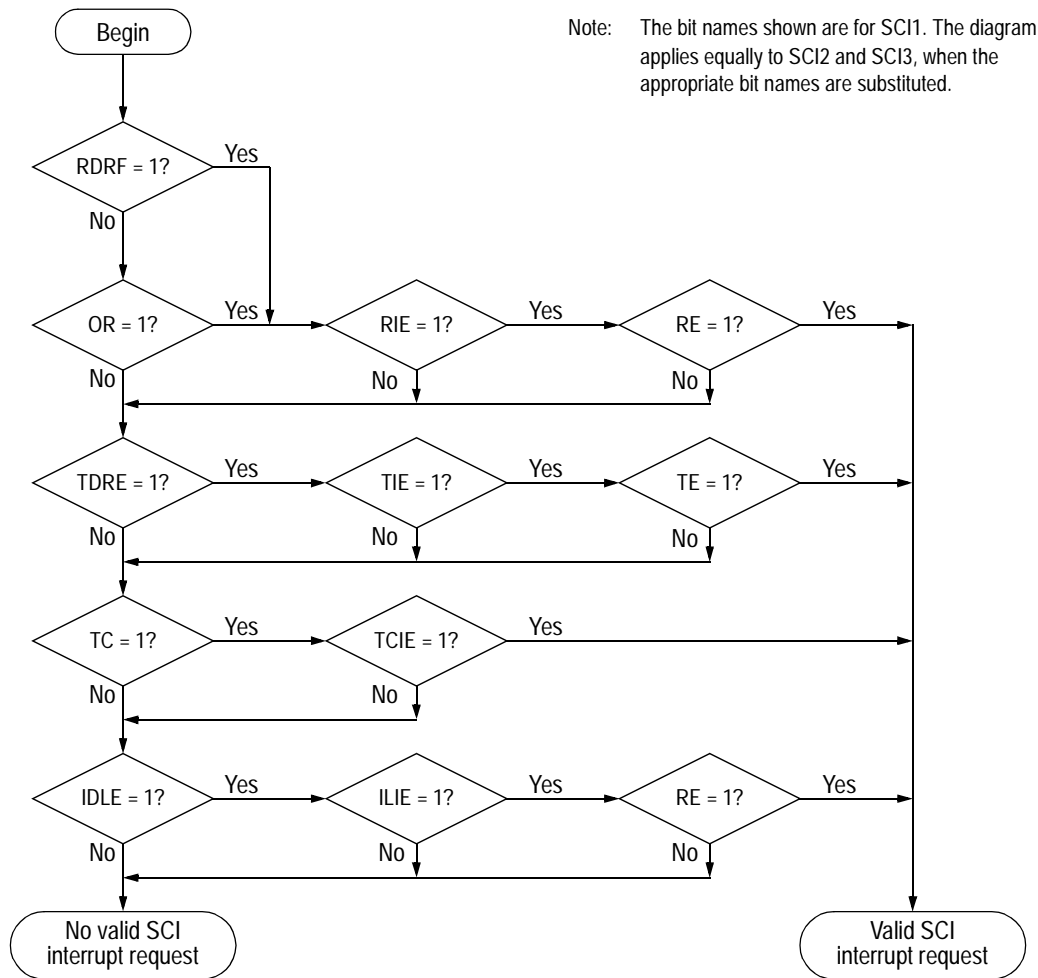 Begin
Note: The bit names shown are for SCI1. The diagram
applies equally to SCI2 and SCI3, when the
appropriate bit names are substituted.
RDRF = 1?
Yes
No
OR = 1?
Yes
RIE = 1?
Yes
RE = 1?
Yes
No
No
No
TDRE = 1?
Yes
TIE = 1?
Yes
TE = 1?
Yes
No
No
No
TC = 1?
Yes
TCIE = 1?
Yes
No
No
IDLE = 1?
Yes
ILIE = 1?
Yes
RE = 1?
Yes
No
No
No
No valid SCI
interrupt request
Valid SCI
interrupt request